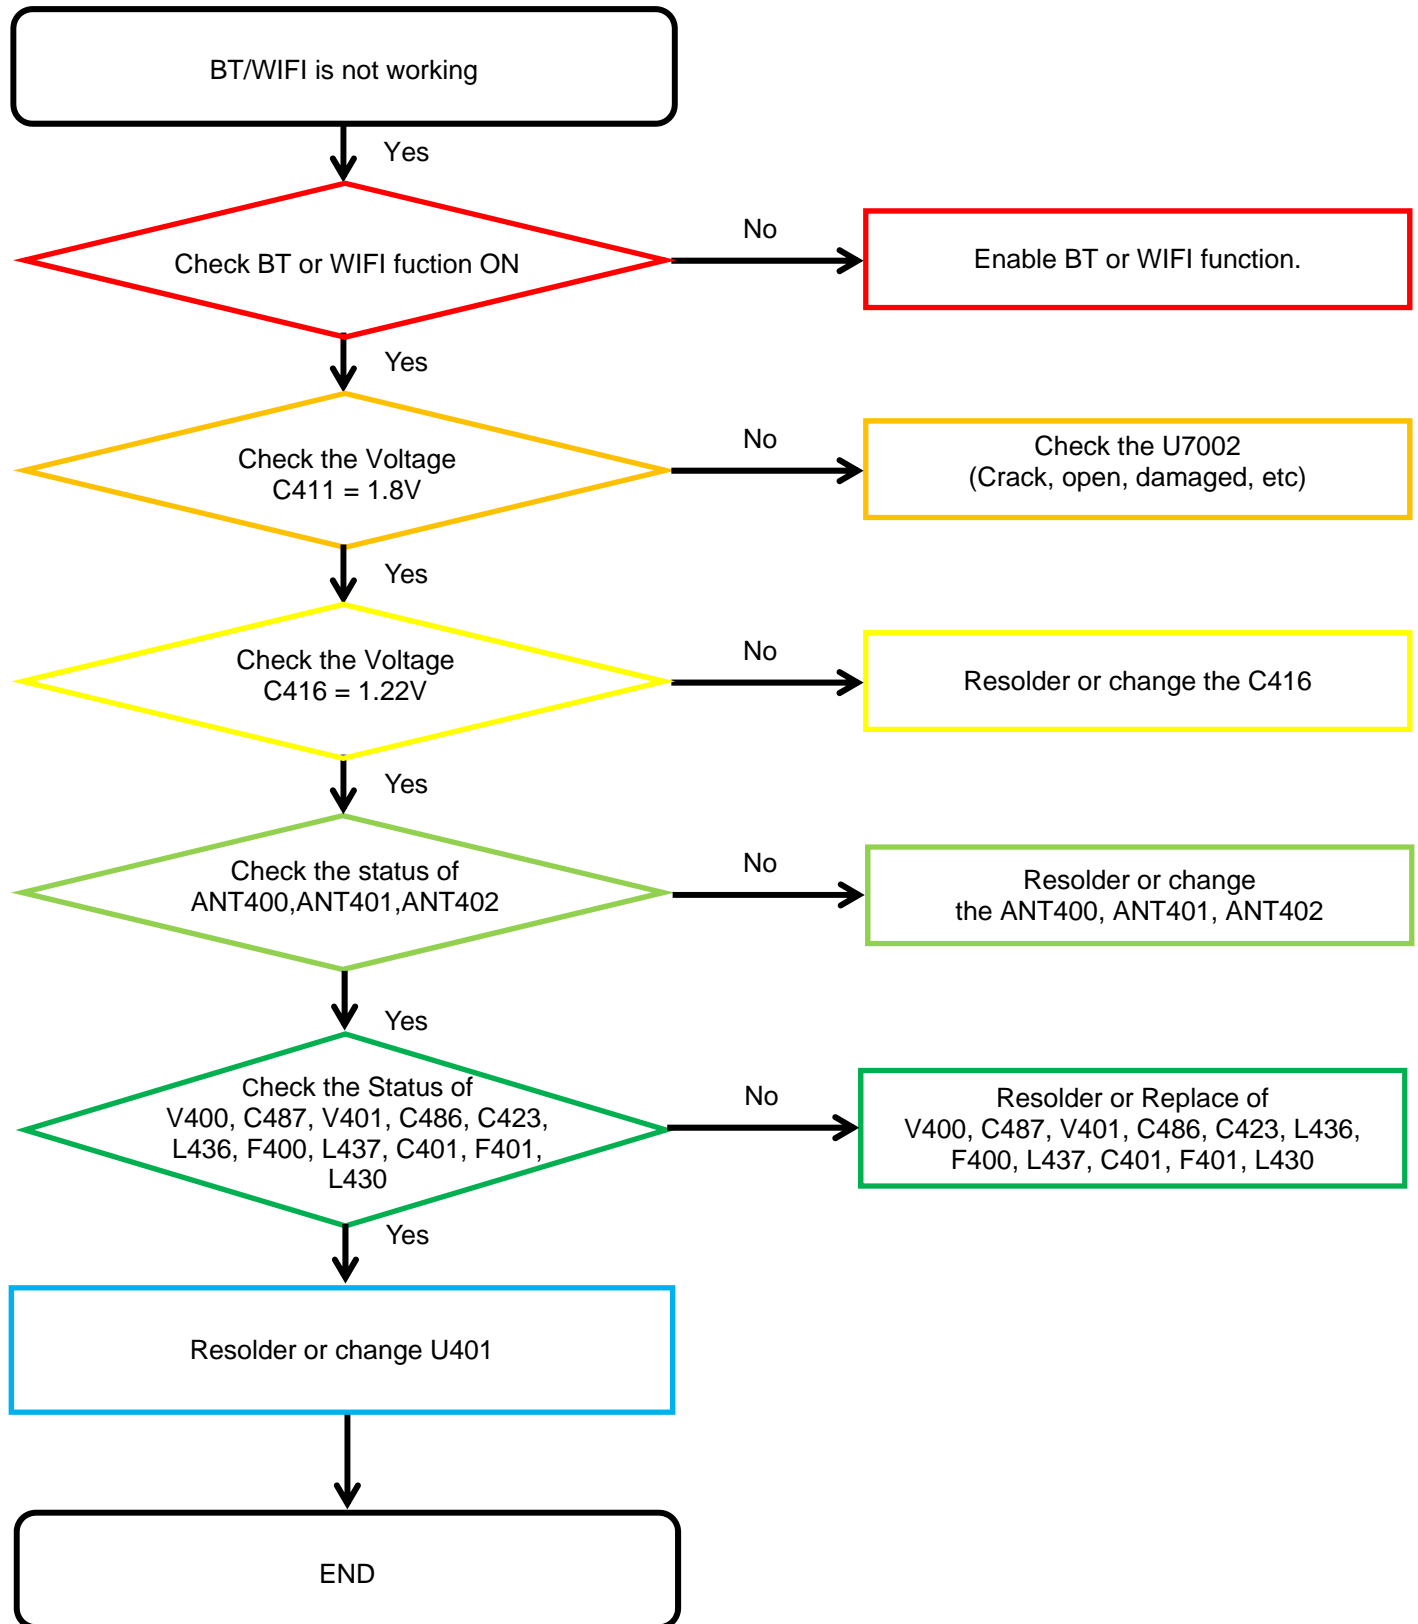 BT/WIFI is not working
Yes
Check BT or WIFI fuction ON
No
Enable BT or WIFI function.
Yes
Check the Voltage
C411 = 1.8V
No
Check the U7002
(Crack, open, damaged, etc)
Yes
Check the Voltage
C416 = 1.22V
No
Resolder or change the C416
Yes
Check the status of
ANT400,ANT401,ANT402
No
Resolder or change
the ANT400, ANT401, ANT402
Yes
Check the Status of
V400, C487, V401, C486, C423,
L436, F400, L437, C401, F401,
L430
No
Resolder or Replace of
V400, C487, V401, C486, C423, L436,
F400, L437, C401, F401, L430
Yes
Resolder or change U401
END